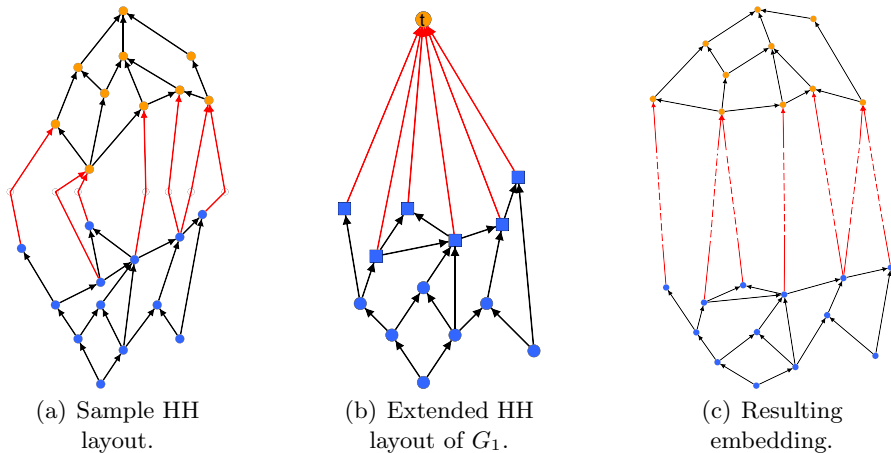 t
(a) Sample HH
layout.
(b) Extended HH
layout of G₁.
(c) Resulting
embedding.